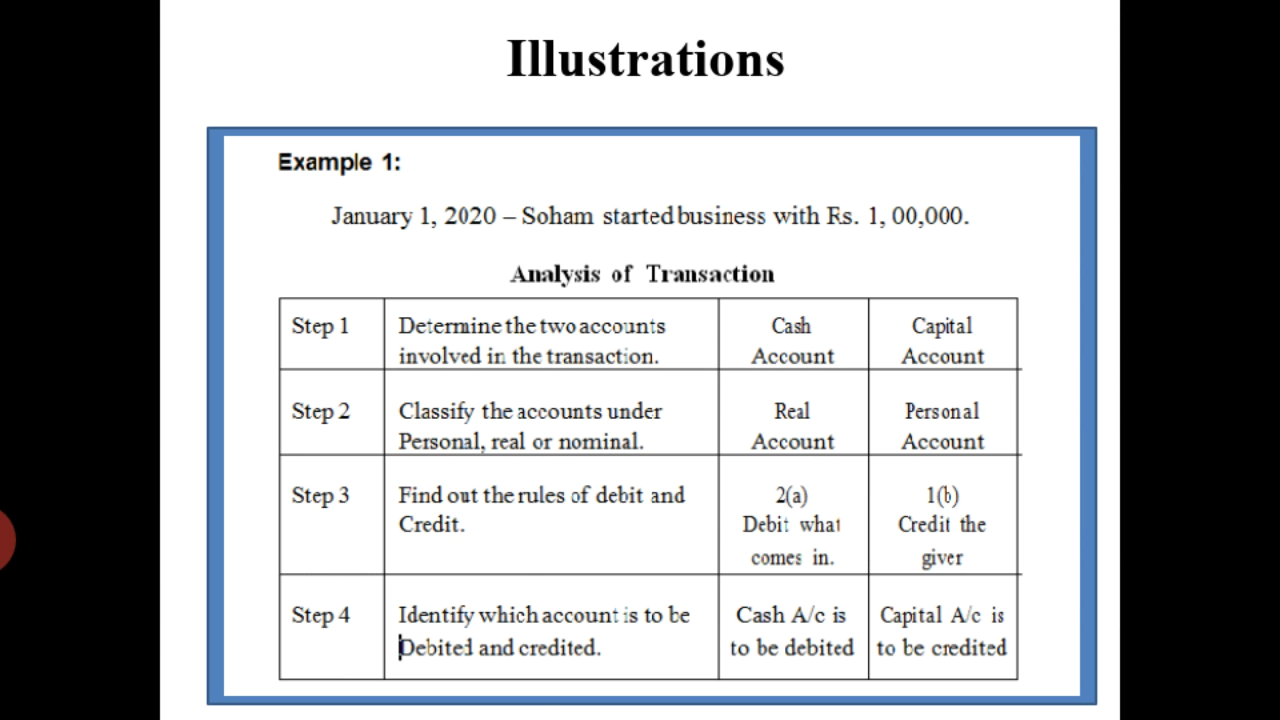 Illustrations
Example 1:
January 1, 2020 – Soham started business with Rs. 1, 00,000.
Analysis of Transaction
Step 1 Determine the two accounts Cash Capital
involved in the transaction. Account Account
Step 2 Classify the accounts under Real Personal
Personal, real or nominal. Account Account
Step 3 Find out the rules of debit and 2(a) 1(b)
Credit. Debit what Credit the
comes in. giver
Step 4 Identify which account is to be Cash A/c is Capital A/c is
Debited and credited. to be debited to be credited